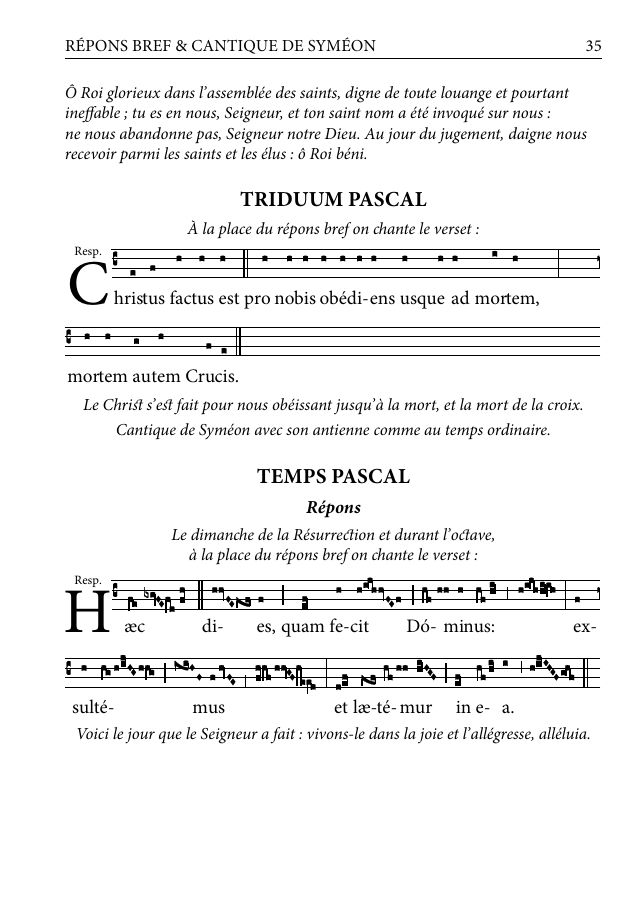 RÉPONS BREF & CANTIQUE DE SYMÉON 35
Ô Roi glorieux dans l’assemblée des saints, digne de toute louange et pourtant
ineffable ; tu es en nous, Seigneur, et ton saint nom a été invoqué sur nous :
ne nous abandonne pas, Seigneur notre Dieu. Au jour du jugement, daigne nous
recevoir parmi les saints et les élus : ô Roi béni.
TRIDUUM PASCAL
À la place du répons bref on chante le verset :
Resp.
Christus factus est pro nobis obédi-ens usque ad mortem,
mortem autem Crucis.
Le Christ s’est fait pour nous obéissant jusqu’à la mort, et la mort de la croix.
Cantique de Syméon avec son antienne comme au temps ordinaire.
TEMPS PASCAL
Répons
Le dimanche de la Résurrection et durant l’octave,
à la place du répons bref on chante le verset :
Resp.
Hæc di- es, quam fe-cit Dó- minus: ex-
sulté- mus et læ-té-mur in e- a.
Voici le jour que le Seigneur a fait : vivons-le dans la joie et l’allégresse, alléluia.